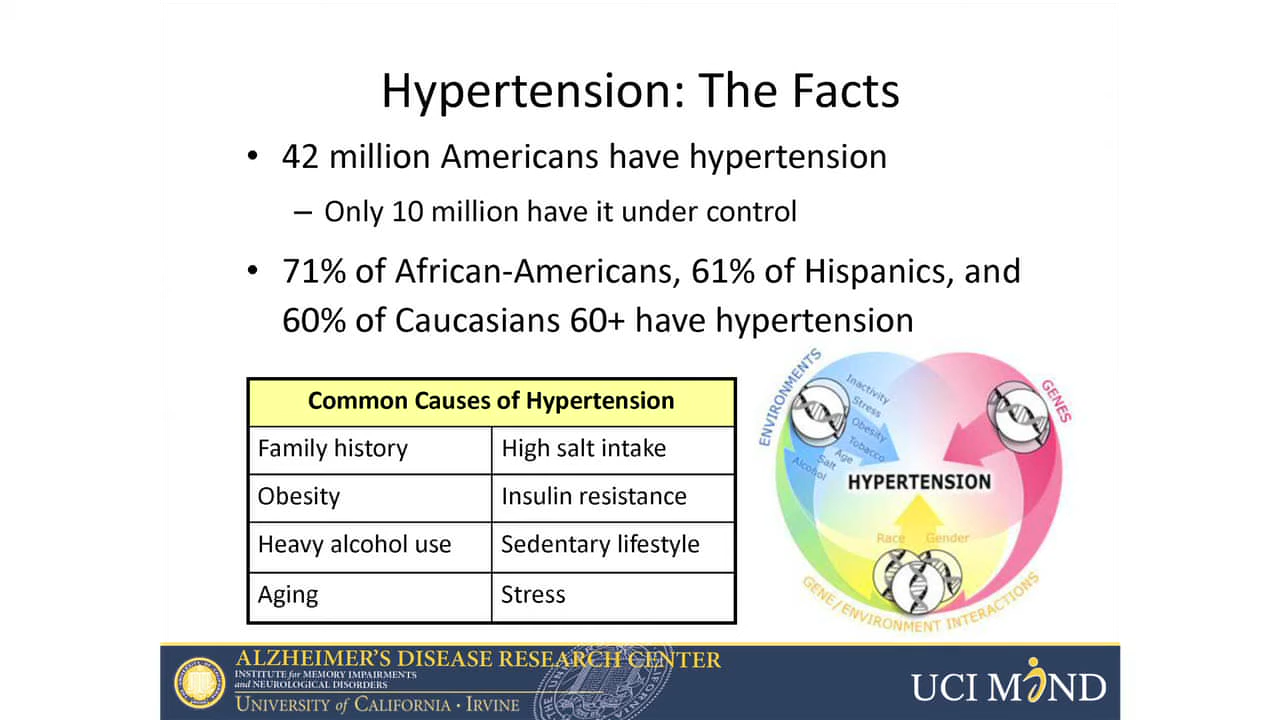 Hypertension: The Facts
• 42 million Americans have hypertension
– Only 10 million have it under control
• 71% of African-Americans, 61% of Hispanics, and
60% of Caucasians 60+ have hypertension
Common Causes of Hypertension
Family history High salt intake
Obesity Insulin resistance
Heavy alcohol use Sedentary lifestyle
Aging Stress
ENVIRONMENTS
GENES
Inactivity
Stress
Obesity
Tobacco
Age
Salt
Alcohol
HYPERTENSION
Race Gender
GENE/ENVIRONMENT INTERACTIONS
ALZHEIMER'S DISEASE RESEARCH CENTER
INSTITUTE for MEMORY IMPAIRMENTS
and NEUROLOGICAL DISORDERS
UNIVERSITY of CALIFORNIA · IRVINE
UCI MIND